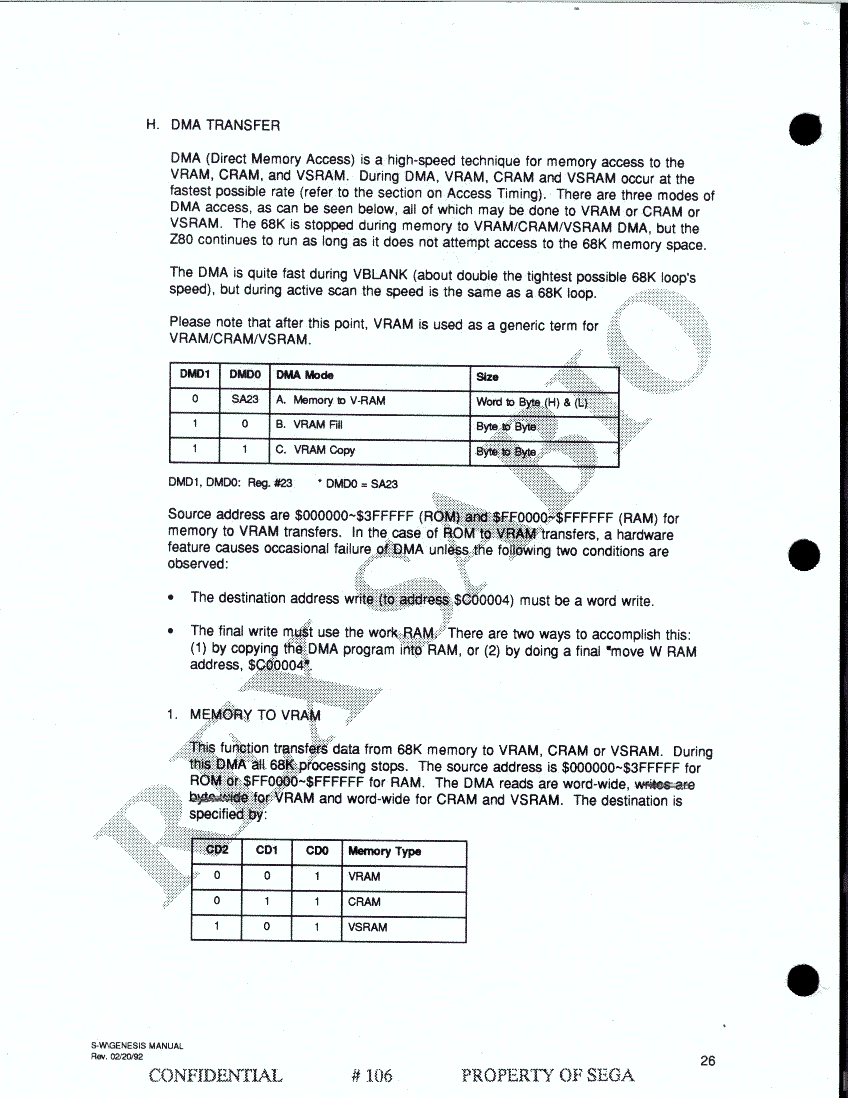 H. DMA TRANSFER
DMA (Direct Memory Access) is a high-speed technique for memory access to the
VRAM, CRAM, and VSRAM. During DMA, VRAM, CRAM and VSRAM occur at the
fastest possible rate (refer to the section on Access Timing). There are three modes of
DMA access, as can be seen below, all of which may be done to VRAM or CRAM or
VSRAM. The 68K is stopped during memory to VRAM/CRAM/VSRAM DMA, but the
Z80 continues to run as long as it does not attempt access to the 68K memory space.
The DMA is quite fast during VBLANK (about double the tightest possible 68K loop's
speed), but during active scan the speed is the same as a 68K loop.
Please note that after this point, VRAM is used as a generic term for
VRAM/CRAM/VSRAM.
DMD1 DMD0 DMA Mode Size
0 SA23 A. Memory to V-RAM Word to Byte (H) & (L)
1 0 B. VRAM Fill Byte to Byte
1 1 C. VRAM Copy Byte to Byte
DMD1, DMD0: Reg. #23 * DMD0 = SA23
Source address are $000000~$3FFFFF (ROM) and $FF0000~$FFFFFF (RAM) for
memory to VRAM transfers. In the case of ROM to VRAM transfers, a hardware
feature causes occasional failure of DMA unless the following two conditions are
observed:
• The destination address write (to address $C00004) must be a word write.
• The final write must use the work RAM. There are two ways to accomplish this:
(1) by copying the DMA program into RAM, or (2) by doing a final "move W RAM
address, $C00004".
1. MEMORY TO VRAM
This function transfers data from 68K memory to VRAM, CRAM or VSRAM. During
this DMA all 68K processing stops. The source address is $000000~$3FFFFF for
ROM or $FF0000~$FFFFFF for RAM. The DMA reads are word-wide, writes are
byte-wide for VRAM and word-wide for CRAM and VSRAM. The destination is
specified by:
CD2 CD1 CD0 Memory Type
0 0 1 VRAM
0 1 1 CRAM
1 0 1 VSRAM
REX SABIO
S-W\GENESIS MANUAL
Rev. 02/20/92
26
CONFIDENTIAL # 106 PROPERTY OF SEGA